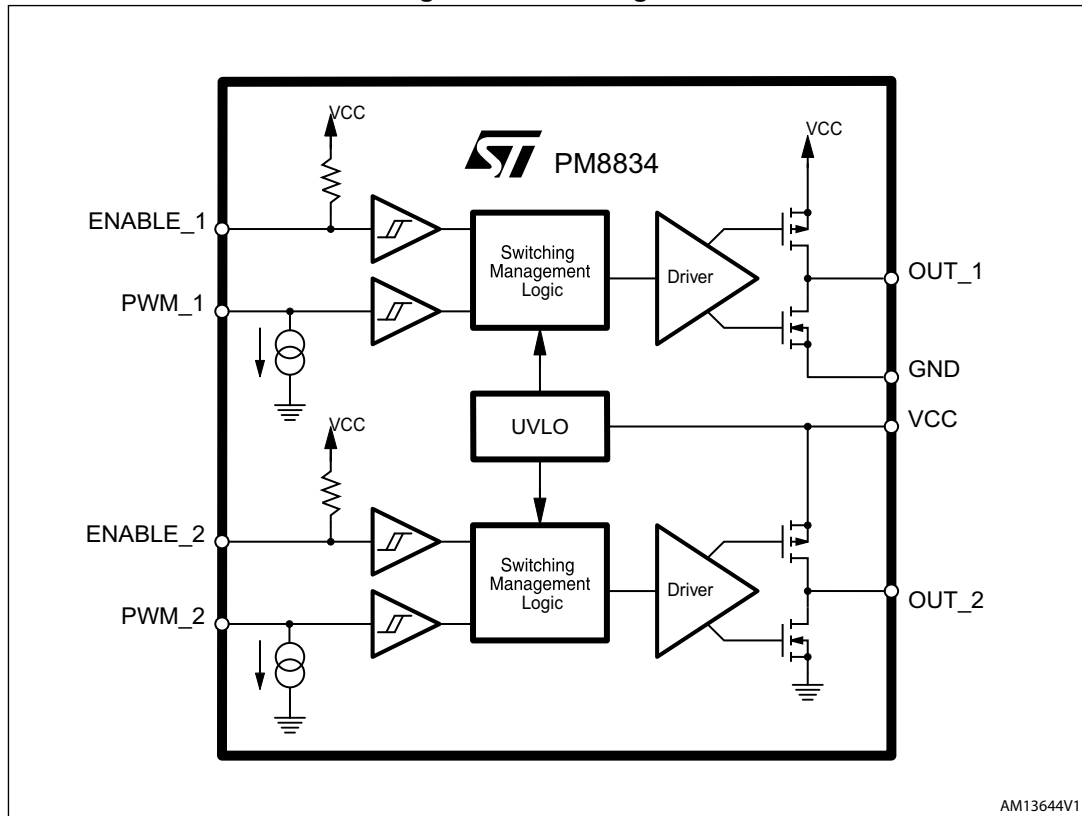 VCC
VCC
ST PM8834
ENABLE_1
Switching
Management
Logic
Driver
OUT_1
PWM_1
GND
UVLO
VCC
VCC
ENABLE_2
Switching
Management
Logic
Driver
OUT_2
PWM_2
AM13644V1